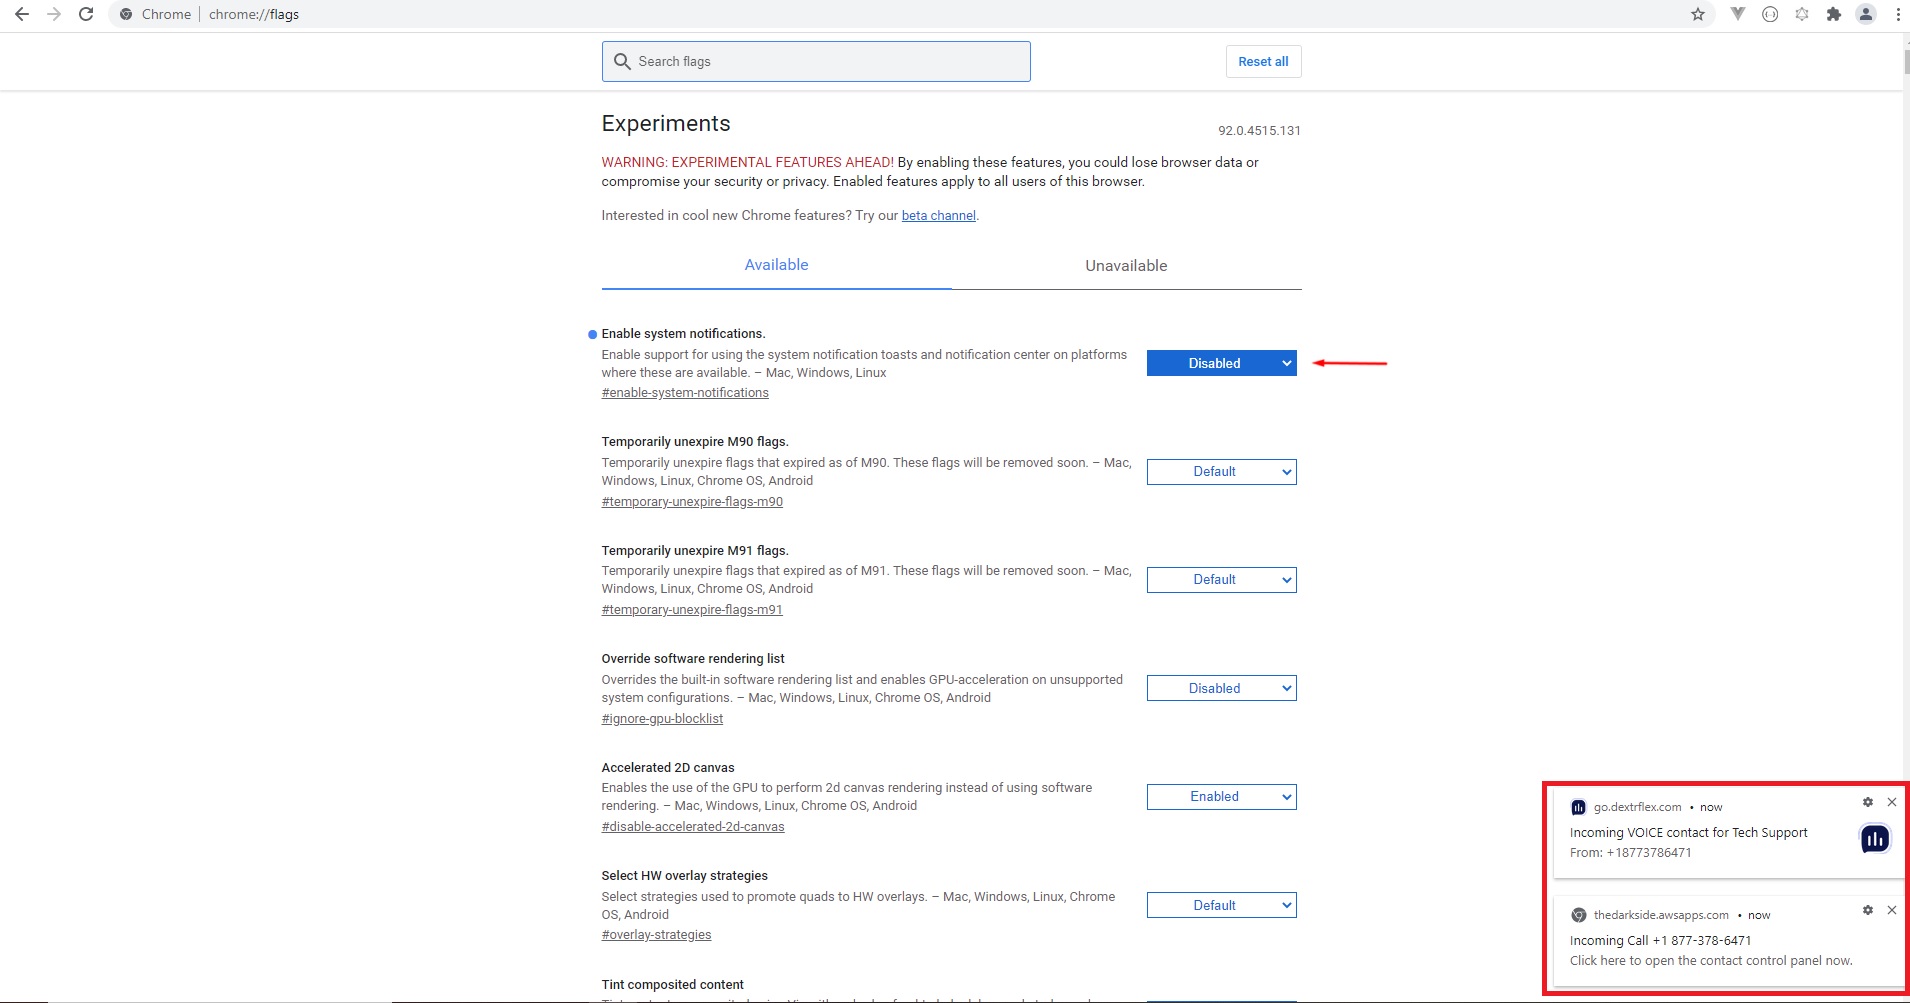 Chrome | chrome://flags
Search flags
Reset all
Experiments
92.0.4515.131
WARNING: EXPERIMENTAL FEATURES AHEAD! By enabling these features, you could lose browser data or
compromise your security or privacy. Enabled features apply to all users of this browser.
Interested in cool new Chrome features? Try our beta channel.
Available
Unavailable
Enable system notifications.
Enable support for using the system notification toasts and notification center on platforms
where these are available. – Mac, Windows, Linux
#enable-system-notifications
Disabled
Temporarily unexpire M90 flags.
Temporarily unexpire flags that expired as of M90. These flags will be removed soon. – Mac,
Windows, Linux, Chrome OS, Android
#temporary-unexpire-flags-m90
Default
Temporarily unexpire M91 flags.
Temporarily unexpire flags that expired as of M91. These flags will be removed soon. – Mac,
Windows, Linux, Chrome OS, Android
#temporary-unexpire-flags-m91
Default
Override software rendering list
Overrides the built-in software rendering list and enables GPU-acceleration on unsupported
system configurations. – Mac, Windows, Linux, Chrome OS, Android
#ignore-gpu-blocklist
Disabled
Accelerated 2D canvas
Enables the use of the GPU to perform 2d canvas rendering instead of using software
rendering. – Mac, Windows, Linux, Chrome OS, Android
#disable-accelerated-2d-canvas
Enabled
Select HW overlay strategies
Select strategies used to promote quads to HW overlays. – Mac, Windows, Linux, Chrome
OS, Android
#overlay-strategies
Default
Tint composited content
go.dextrflex.com • now
Incoming VOICE contact for Tech Support
From: +18773786471
thedarkside.awsapps.com • now
Incoming Call +1 877-378-6471
Click here to open the contact control panel now.